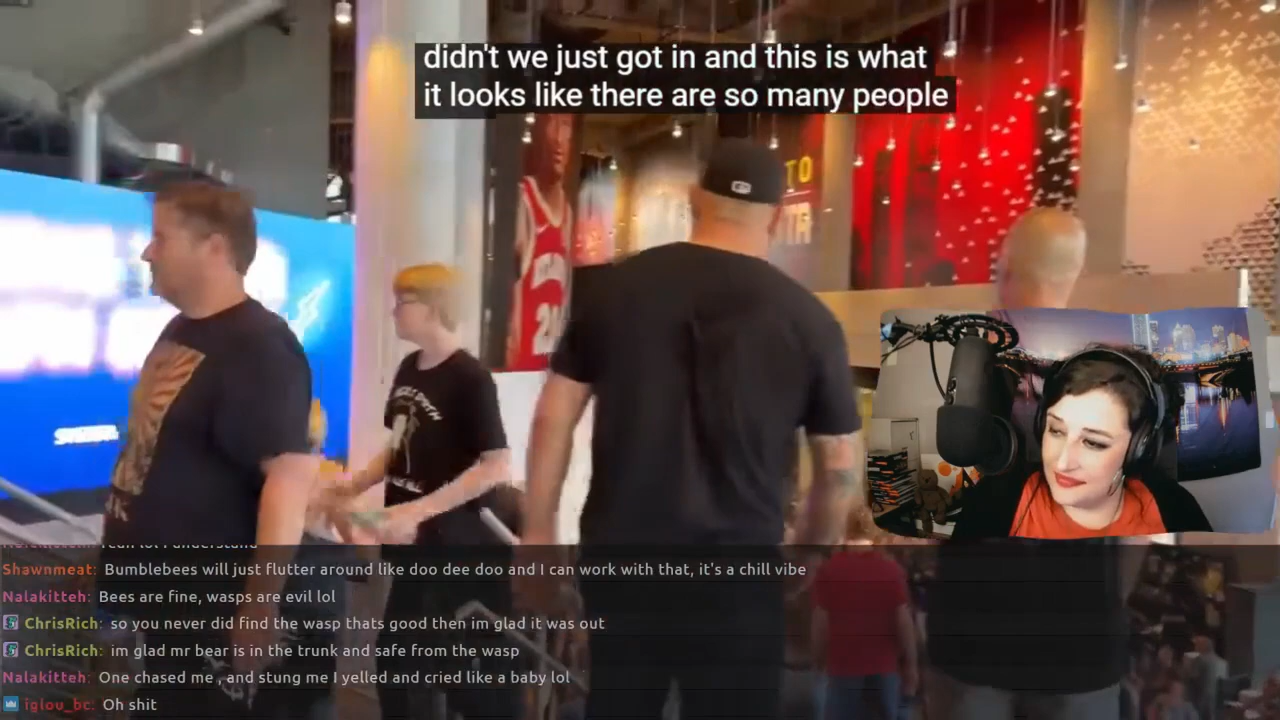 didn't we just got in and this is what
it looks like there are so many people
TO
Shawnmeat: Bumblebees will just flutter around like doo dee doo and I can work with that, it's a chill vibe
Nalakitteh: Bees are fine, wasps are evil lol
ChrisRich: so you never did find the wasp thats good then im glad it was out
ChrisRich: im glad mr bear is in the trunk and safe from the wasp
Nalakitteh: One chased me , and stung me I yelled and cried like a baby lol
iglou_bc: Oh shit